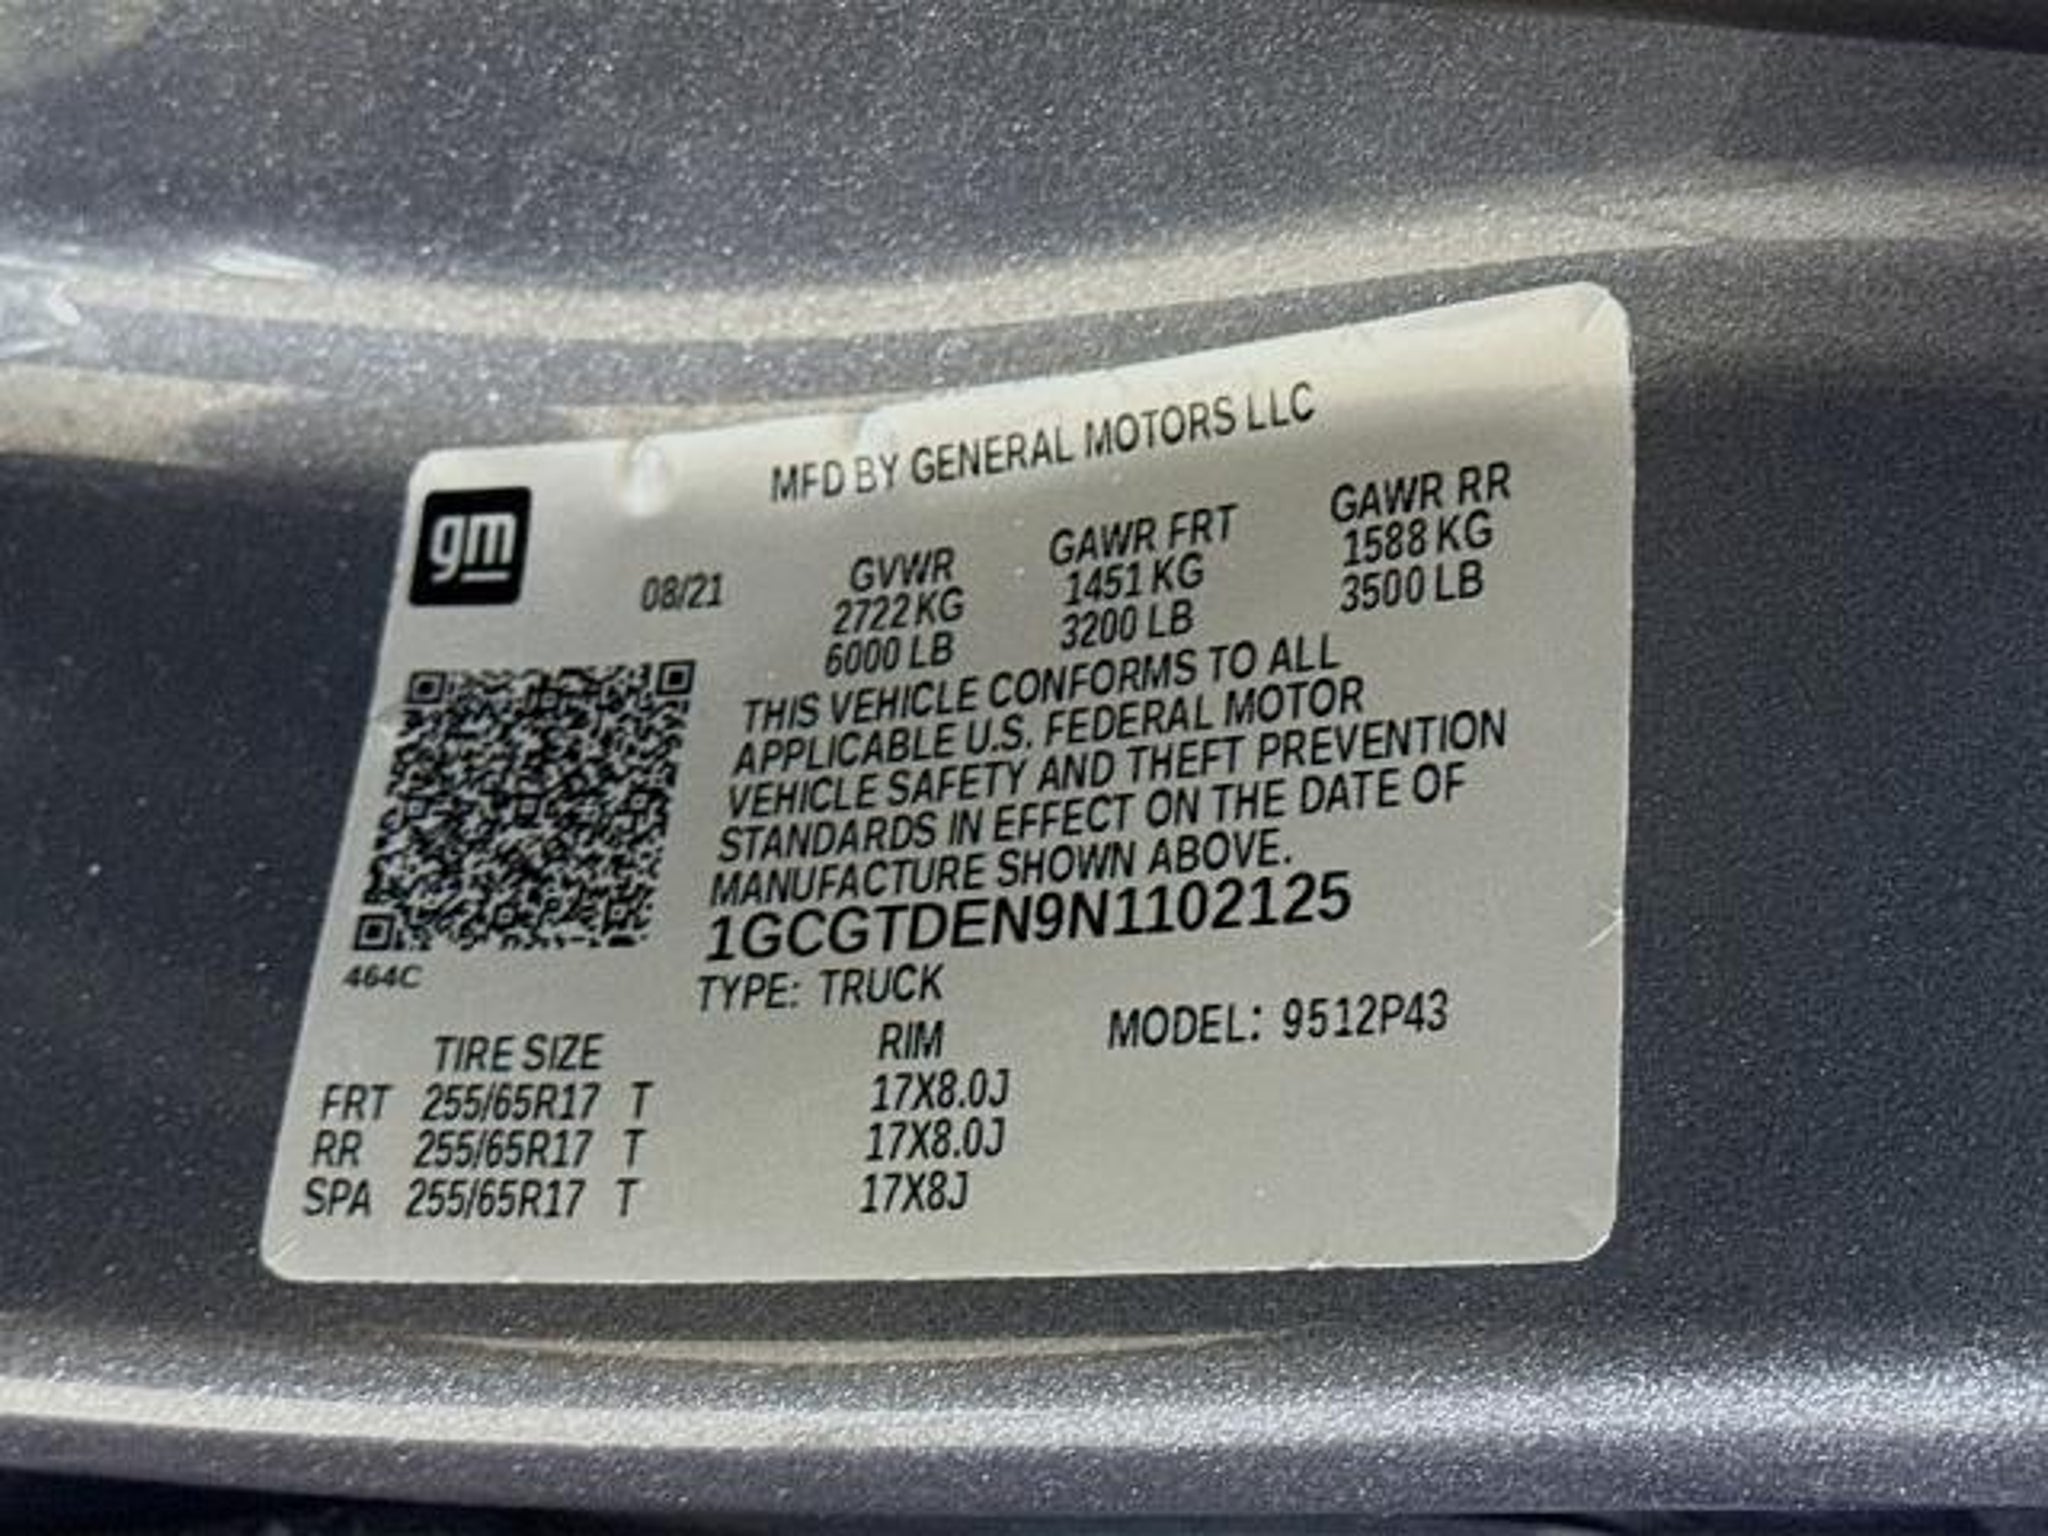 MFD BY GENERAL MOTORS LLC
gm
08/21
GVWR GAWR FRT GAWR RR
2722 KG 1451 KG 1588 KG
6000 LB 3200 LB 3500 LB
THIS VEHICLE CONFORMS TO ALL
APPLICABLE U.S. FEDERAL MOTOR
VEHICLE SAFETY AND THEFT PREVENTION
STANDARDS IN EFFECT ON THE DATE OF
MANUFACTURE SHOWN ABOVE.
1GCGTDEN9N1102125
464C
TYPE: TRUCK
MODEL: 9512P43
TIRE SIZE RIM
FRT 255/65R17 T 17X8.0J
RR 255/65R17 T 17X8.0J
SPA 255/65R17 T 17X8J